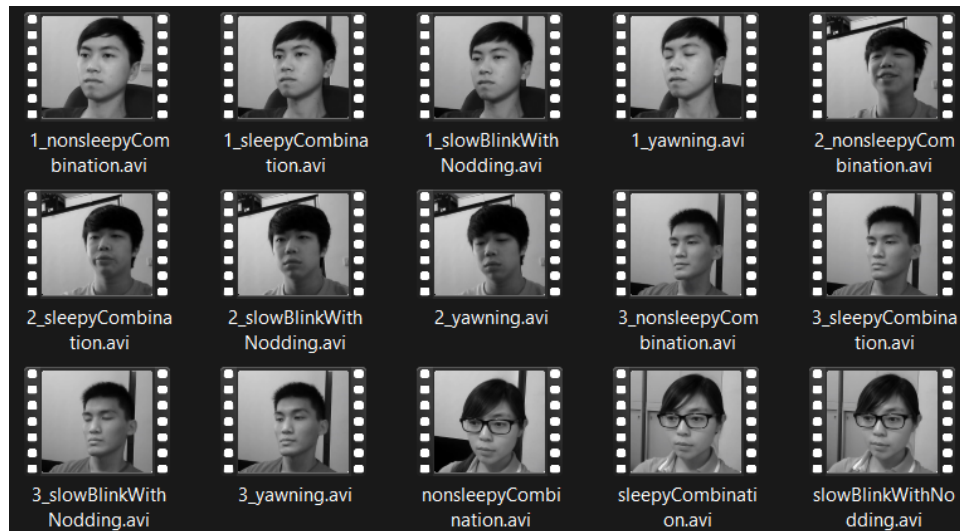 1_nonsleepyCom
bination.avi
1_sleepyCombina
tion.avi
1_slowBlinkWith
Nodding.avi
1_yawning.avi
2_nonsleepyCom
bination.avi
2_sleepyCombina
tion.avi
2_slowBlinkWith
Nodding.avi
2_yawning.avi
3_nonsleepyCom
bination.avi
3_sleepyCombina
tion.avi
3_slowBlinkWith
Nodding.avi
3_yawning.avi
nonsleepyCombi
nation.avi
sleepyCombinati
on.avi
slowBlinkWithNo
dding.avi